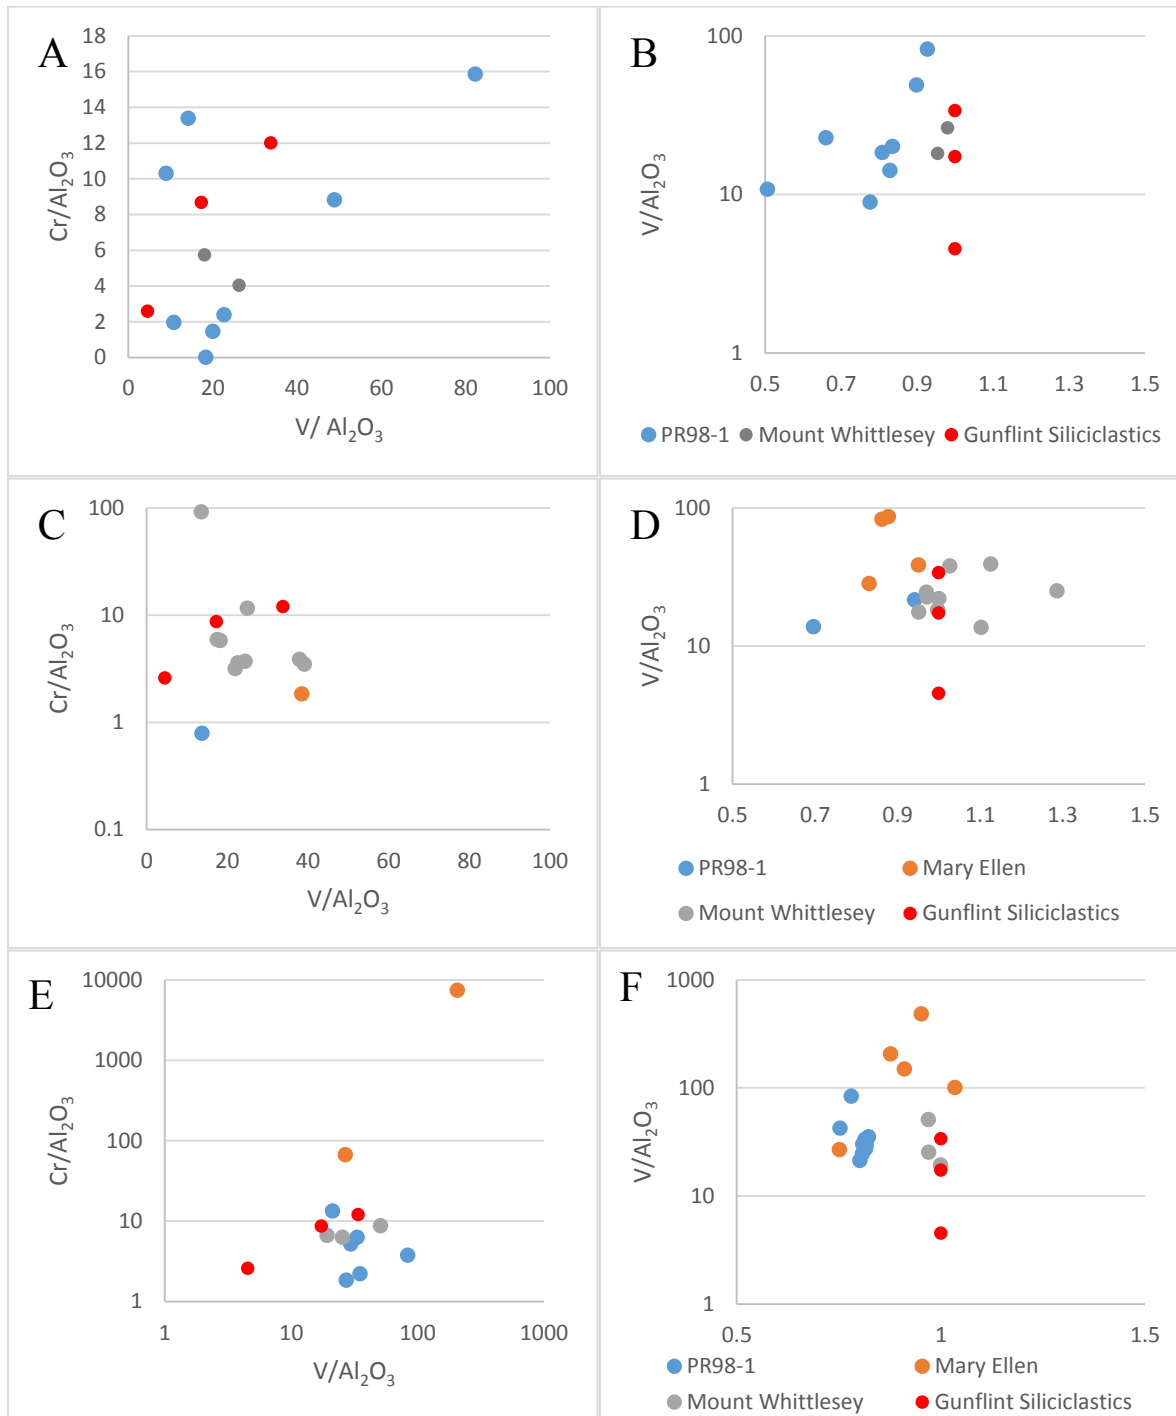 A
18
16
14
12
10
8
6
4
2
0
Cr/Al₂O₃
0 20 40 60 80 100
V/ Al₂O₃
B
100
10
1
V/Al₂O₃
0.5 0.7 0.9 1.1 1.3 1.5
PR98-1 Mount Whittlesey Gunflint Siliciclastics
C
100
10
1
0.1
Cr/Al₂O₃
0 20 40 60 80 100
V/Al₂O₃
D
100
10
1
V/Al₂O₃
0.5 0.7 0.9 1.1 1.3 1.5
PR98-1 Mary Ellen
Mount Whittlesey Gunflint Siliciclastics
E
10000
1000
100
10
1
Cr/Al₂O₃
1 10 100 1000
V/Al₂O₃
F
1000
100
10
1
V/Al₂O₃
0.5 1 1.5
PR98-1 Mary Ellen
Mount Whittlesey Gunflint Siliciclastics